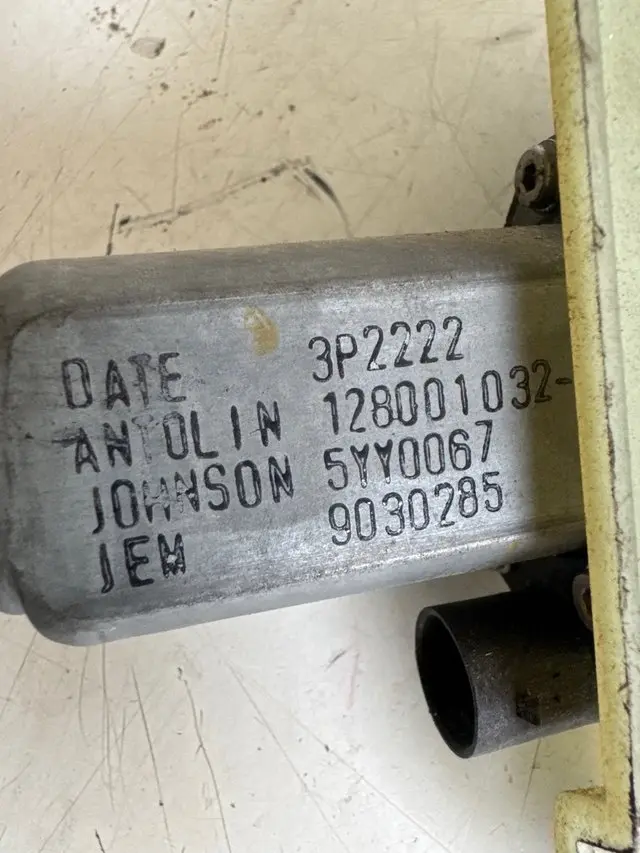 DATE 3P2222
ANTOLIN 128001032-
JOHNSON 5YY0067
JEM 9030285